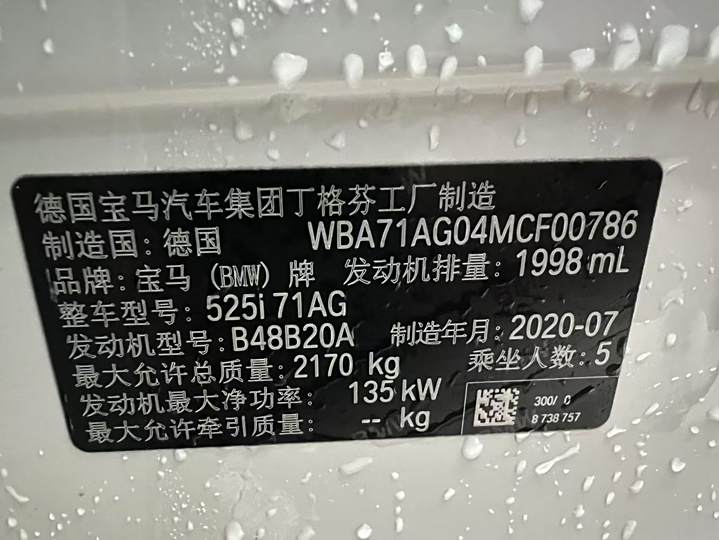 德国宝马汽车集团丁格芬工厂制造
制造国: 德国 WBA71AG04MCF00786
品牌: 宝马 (BMW) 牌 发动机排量: 1998 mL
整车型号: 525i 71AG
发动机型号: B48B20A 制造年月: 2020-07
最大允许总质量: 2170 kg 乘坐人数: 5
发动机最大净功率: 135 kW
最大允许牵引质量: -- kg
300/ 0
8 738 757